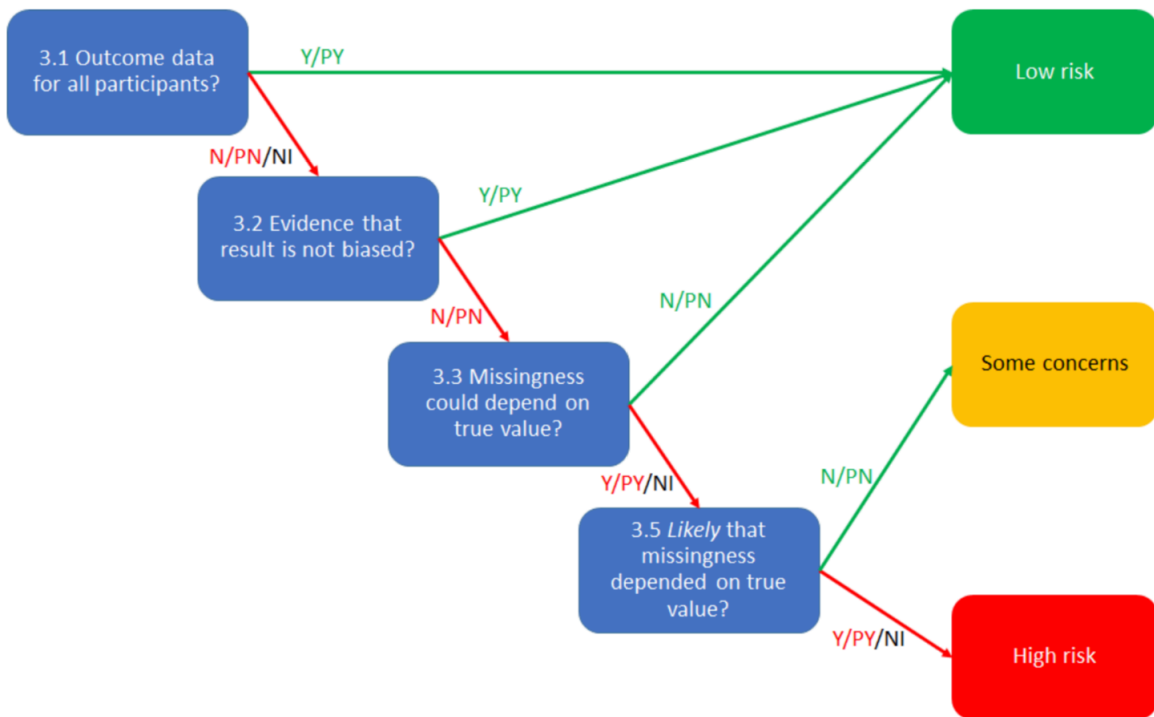 3.1 Outcome data
for all participants?
Y/PY
Low risk
N/PN/NI
3.2 Evidence that
result is not biased?
Y/PY
N/PN
3.3 Missingness
could depend on
true value?
N/PN
Some concerns
Y/PY/NI
3.5 Likely that
missingness
depended on true
value?
N/PN
Y/PY/NI
High risk